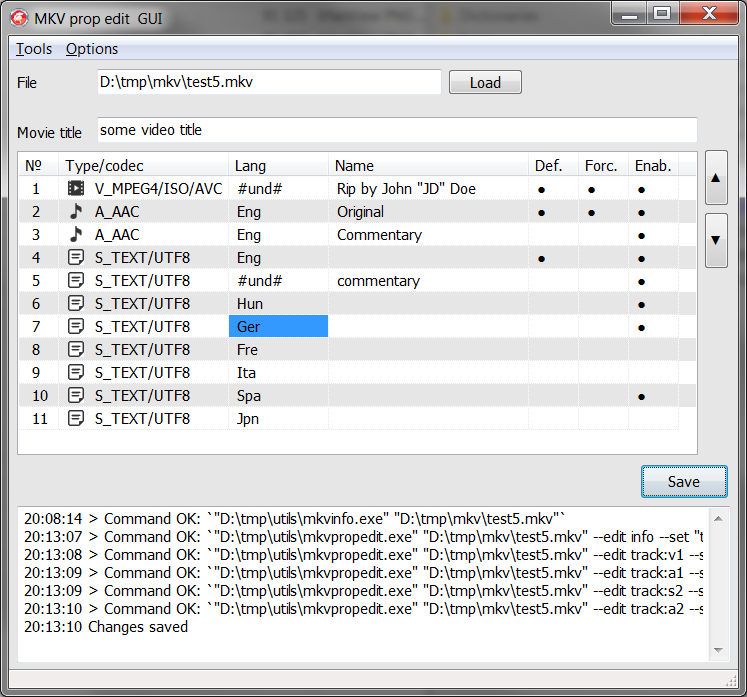 MKV prop edit GUI
Tools Options
File D:\tmp\mkv\test5.mkv Load
Movie title some video title
№ Type/codec Lang Name Def. Forc. Enab.
1 V_MPEG4/ISO/AVC #und# Rip by John "JD" Doe ● ● ●
2 A_AAC Eng Original ● ● ●
3 A_AAC Eng Commentary ●
4 S_TEXT/UTF8 Eng ● ●
5 S_TEXT/UTF8 #und# commentary ●
6 S_TEXT/UTF8 Hun ●
7 S_TEXT/UTF8 Ger ●
8 S_TEXT/UTF8 Fre
9 S_TEXT/UTF8 Ita
10 S_TEXT/UTF8 Spa ●
11 S_TEXT/UTF8 Jpn
Save
20:08:14 > Command OK: `"D:\tmp\utils\mkvinfo.exe" "D:\tmp\mkv\test5.mkv"`
20:13:07 > Command OK: `"D:\tmp\utils\mkvpropedit.exe" "D:\tmp\mkv\test5.mkv" --edit info --set "t
20:13:08 > Command OK: `"D:\tmp\utils\mkvpropedit.exe" "D:\tmp\mkv\test5.mkv" --edit track:v1 --s
20:13:09 > Command OK: `"D:\tmp\utils\mkvpropedit.exe" "D:\tmp\mkv\test5.mkv" --edit track:a1 --s
20:13:09 > Command OK: `"D:\tmp\utils\mkvpropedit.exe" "D:\tmp\mkv\test5.mkv" --edit track:s2 --s
20:13:10 > Command OK: `"D:\tmp\utils\mkvpropedit.exe" "D:\tmp\mkv\test5.mkv" --edit track:a2 --s
20:13:10 Changes saved